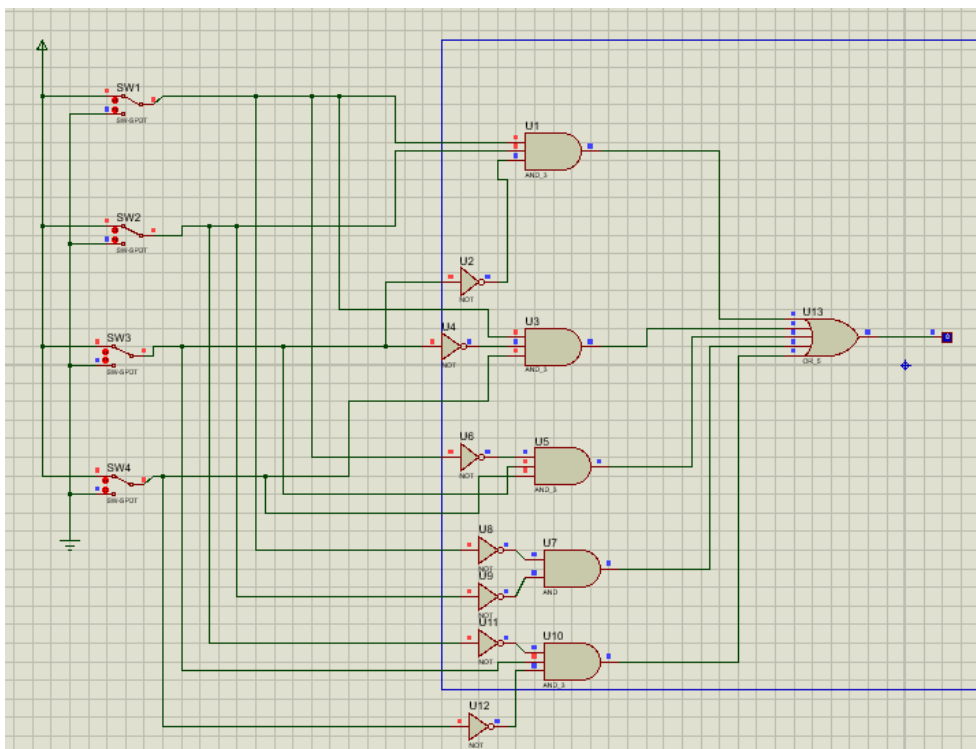 SW1
SW-SPDT
U1
AND_3
SW2
SW-SPDT
U2
NOT
U13
OR_5
U4
NOT
U3
AND_3
SW3
SW-SPDT
U6
NOT
U5
AND_3
SW4
SW-SPDT
U8
NOT
U7
AND
U9
NOT
U11
NOT
U10
AND_3
U12
NOT